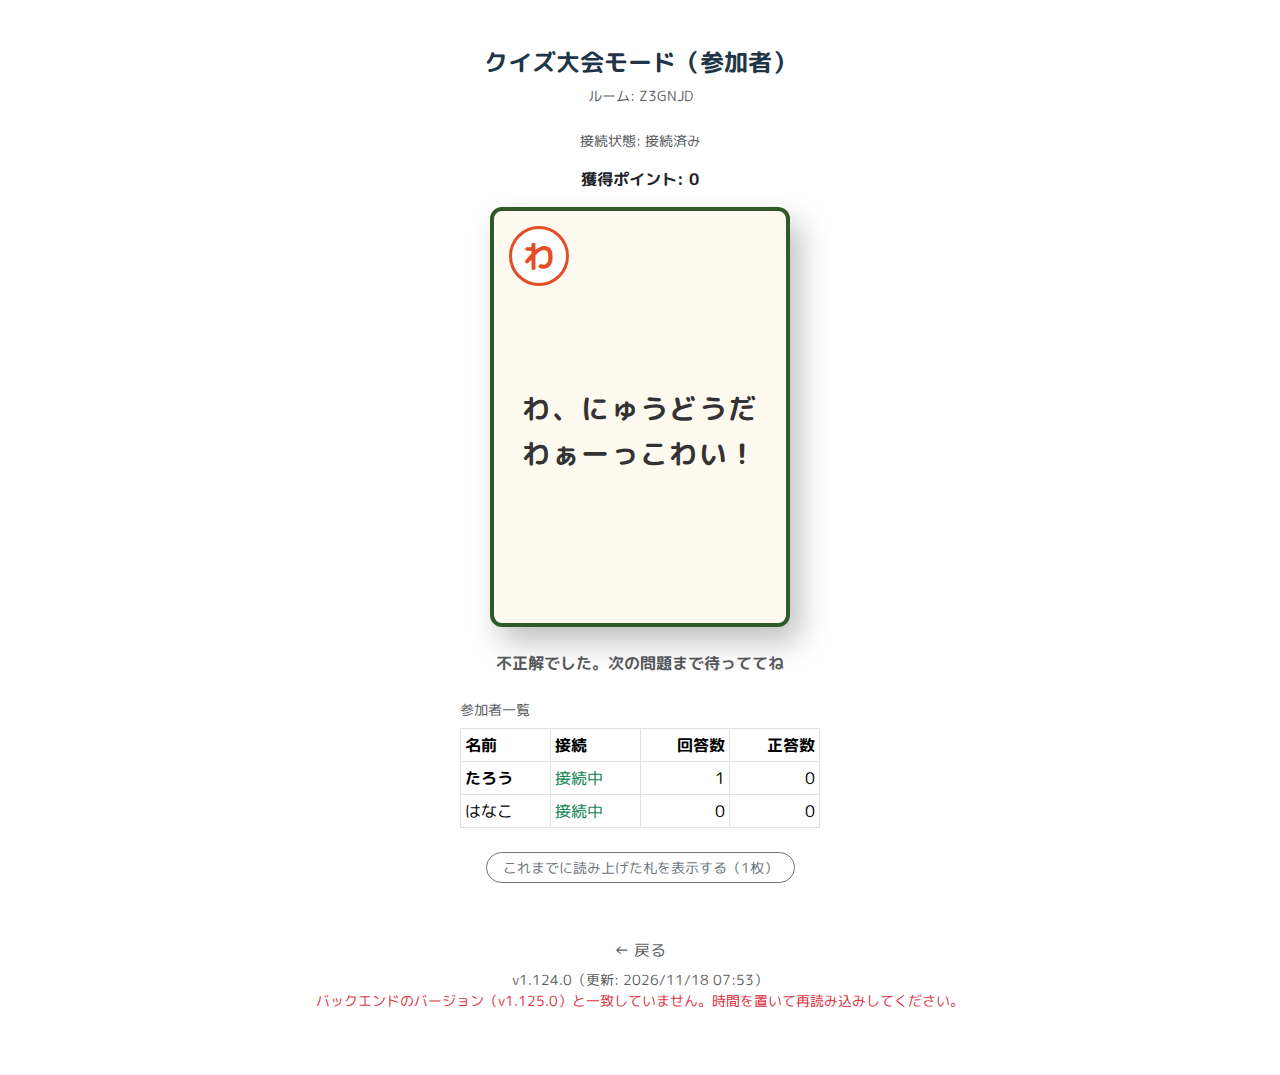 クイズ大会モード（参加者）
ルーム: Z3GNJD
接続状態: 接続済み
獲得ポイント: 0
わ
わ、にゅうどうだ
わぁーっこわい！
不正解でした。次の問題まで待っててね
参加者一覧
名前 接続 回答数 正答数
たろう 接続中 1 0
はなこ 接続中 0 0
これまでに読み上げた札を表示する（1枚）
← 戻る
v1.124.0（更新: 2026/11/18 07:53）
バックエンドのバージョン（v1.125.0）と一致していません。時間を置いて再読み込みしてください。